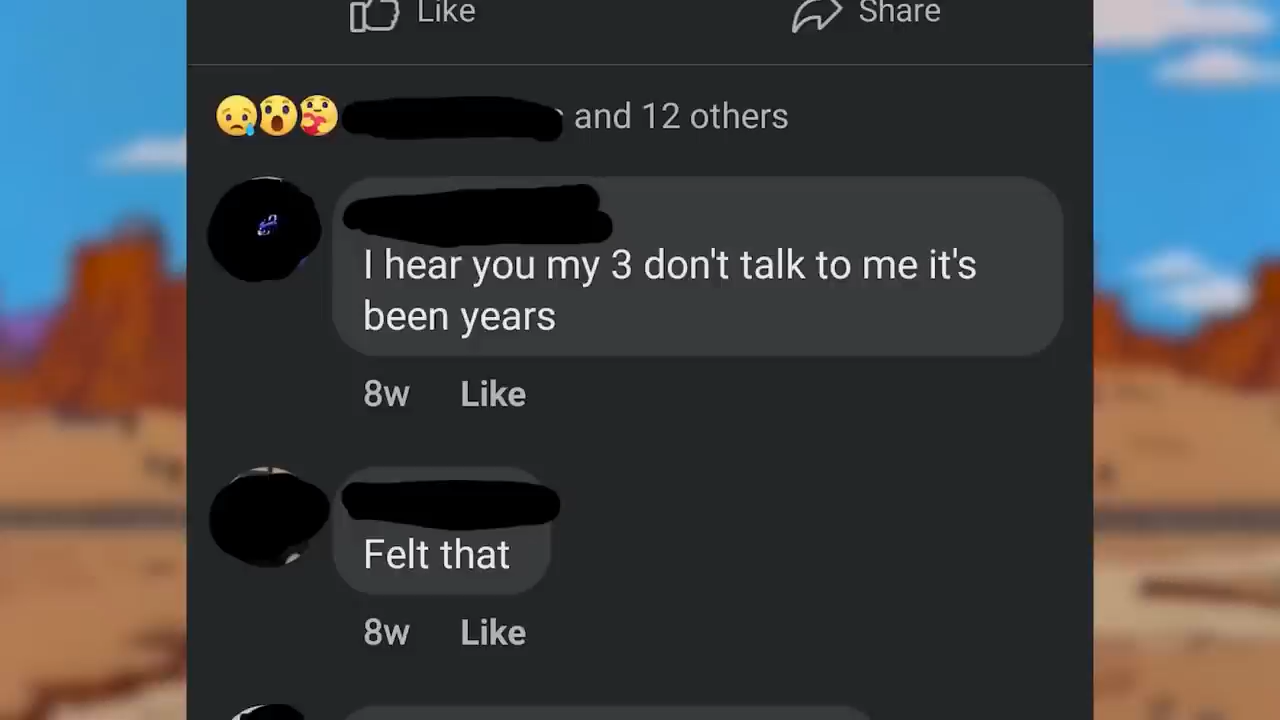 Like
Share
and 12 others
I hear you my 3 don't talk to me it's
been years
8w Like
Felt that
8w Like